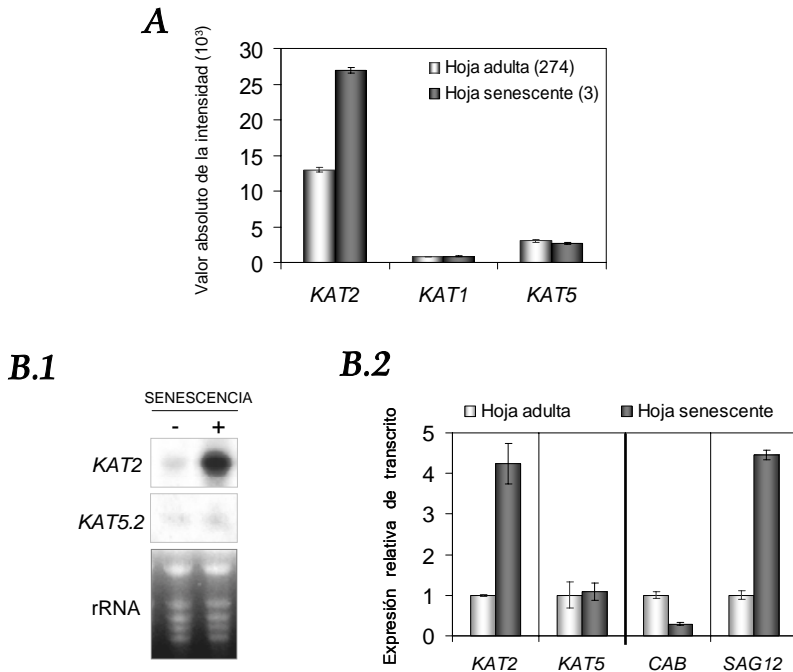 A
Valor absoluto de la intensidad (10³)
30
25
20
15
10
5
0
Hoja adulta (274)
Hoja senescente (3)
KAT2 KAT1 KAT5
B.1
SENESCENCIA
- +
KAT2
KAT5.2
rRNA
B.2
Hoja adulta Hoja senescente
Expresión relativa de transcrito
5
4
3
2
1
0
KAT2 KAT5 CAB SAG12